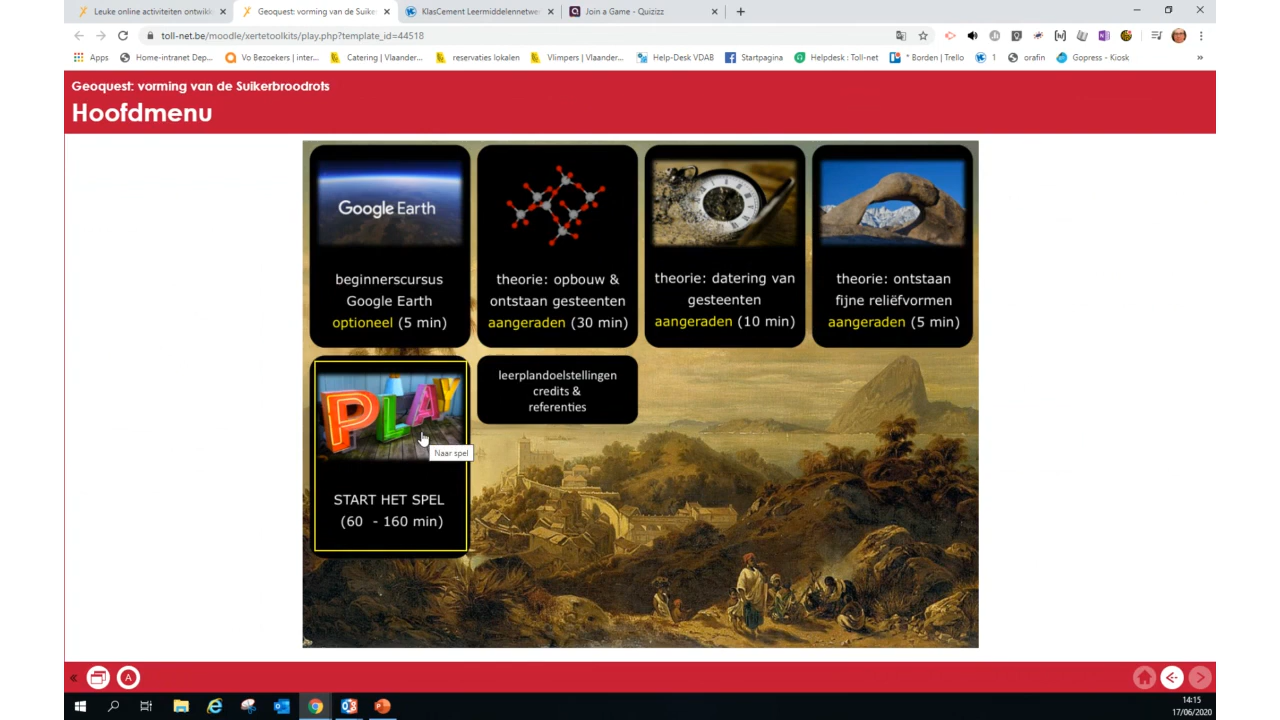 Leuke online activiteiten ontwikk
Geoquest: vorming van de Suike
KlasCement Leermiddelennetwe
Join a Game - Quizizz
toll-net.be/moodle/xertetoolkits/play.php?template_id=44518
Apps
Home-intranet Dep...
Vo Bezoekers | inter...
Catering | Vlaander...
reservaties lokalen
Vlimpers | Vlaander...
Help-Desk VDAB
Startpagina
Helpdesk : Toll-net
* Borden | Trello
1
orafin
Gopress - Kiosk
»
Geoquest: vorming van de Suikerbroodrots
Hoofdmenu
Google Earth
beginnerscursus
Google Earth
optioneel (5 min)
theorie: opbouw &
ontstaan gesteenten
aangeraden (30 min)
theorie: datering van
gesteenten
aangeraden (10 min)
theorie: ontstaan
fijne reliëfvormen
aangeraden (5 min)
PLAY
Naar spel
START HET SPEL
(60 - 160 min)
leerplandoelstellingen
credits &
referenties
«
A
14:15
17/06/2020